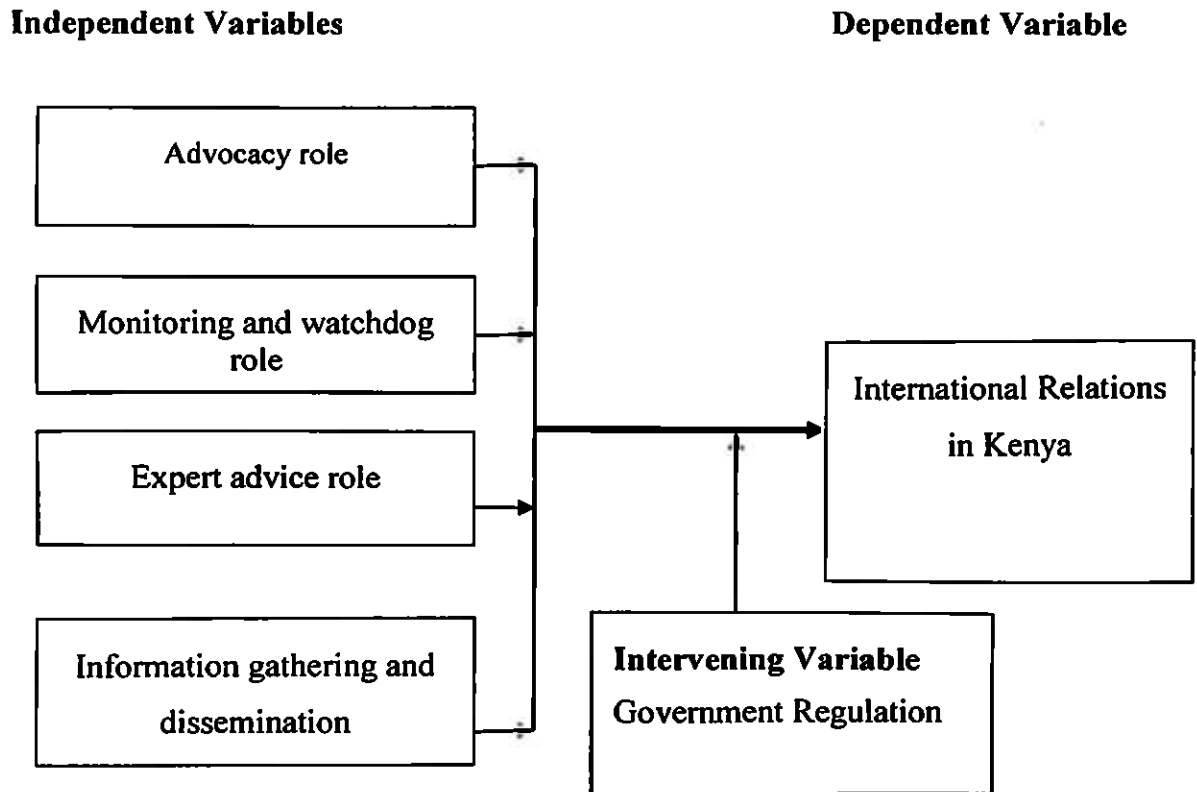 Independent Variables
Dependent Variable
Advocacy role
Monitoring and watchdog
role
Expert advice role
Information gathering and
dissemination
International Relations
in Kenya
Intervening Variable
Government Regulation